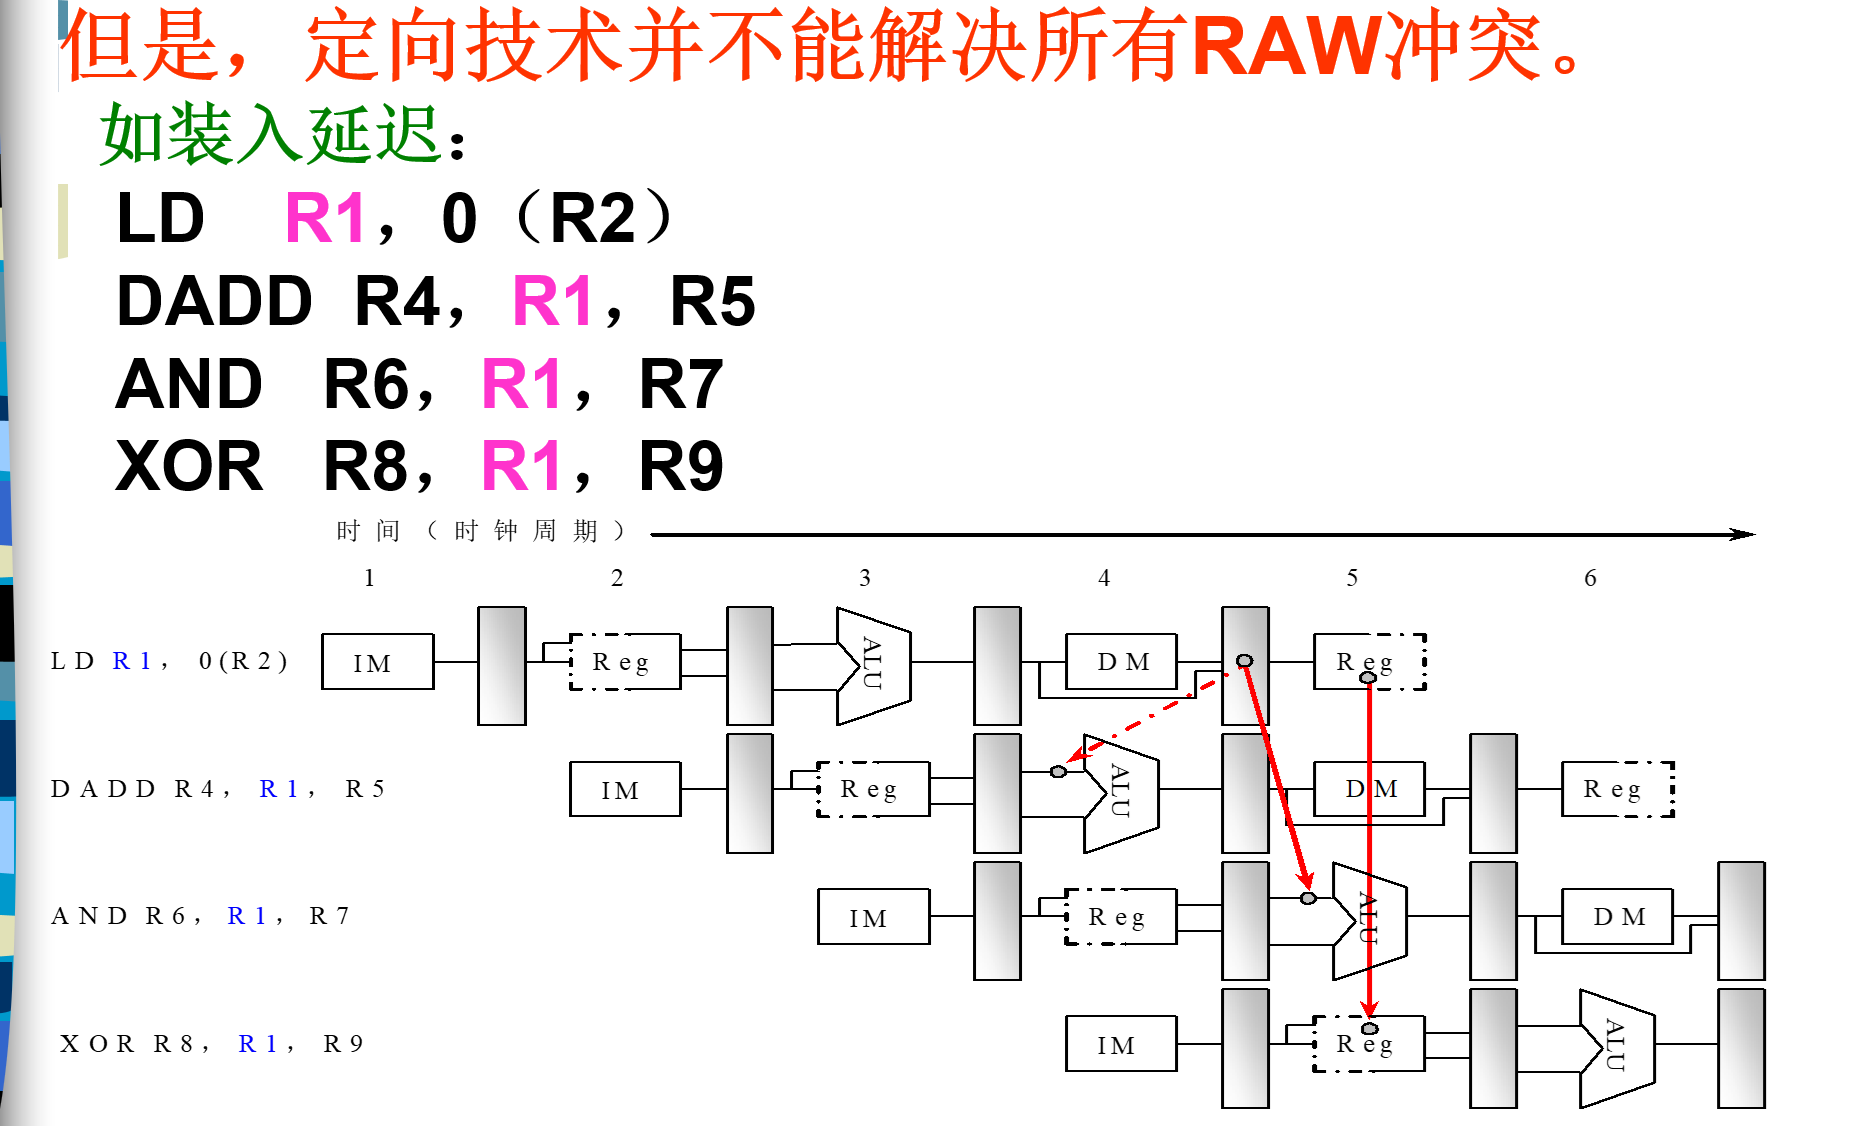 但是，定向技术并不能解决所有RAW冲突。
如装入延迟：
LD R1，0（R2）
DADD R4，R1，R5
AND R6，R1，R7
XOR R8，R1，R9
时间（时钟周期）
1 2 3 4 5 6
LD R1， 0(R2) IM Reg ALU DM Reg
DADD R4， R1， R5 IM Reg ALU DM Reg
AND R6， R1， R7 IM Reg ALU DM
XOR R8， R1， R9 IM Reg ALU